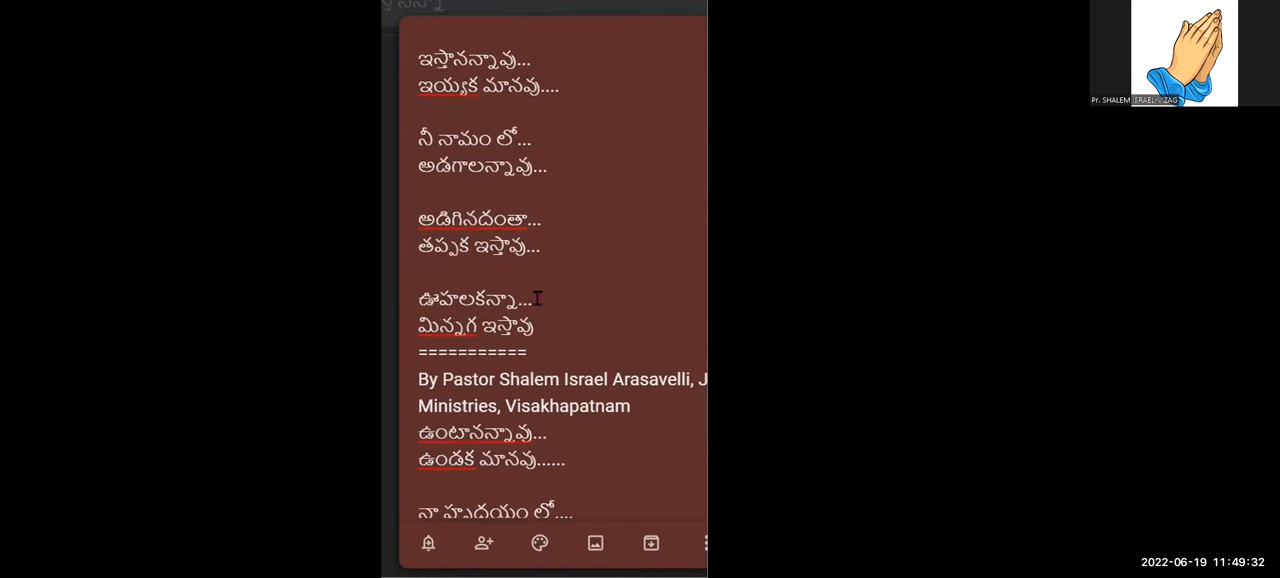 ఇస్తానన్నావు...
ఇయ్యక మానవు....
నీ నామం లో...
అడగాలన్నావు...
అడిగినదంతా...
తప్పక ఇస్తావు...
ఊహలకన్నా...
మిన్నగ ఇస్తావు
===========
By Pastor Shalem Israel Arasavelli, J
Ministries, Visakhapatnam
ఉంటానన్నావు...
ఉండక మానవు......
నా హృదయం లో....
Pr. SHALEM ISRAEL-VIZAG
2022-06-19 11:49:32